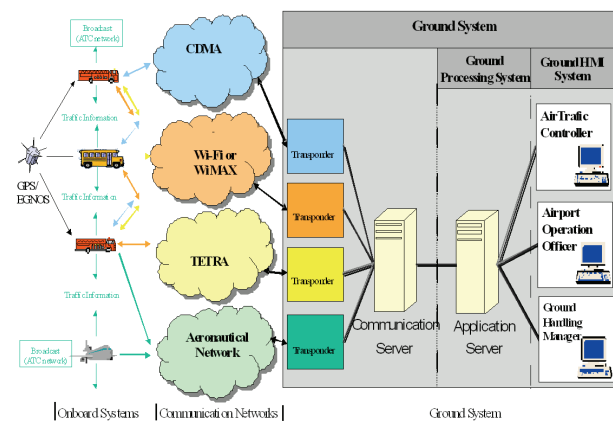 Broadcast
(ATC network)
Traffic Information
GPS/
EGNOS
Traffic Information
Traffic Information
Broadcast
(ATC network)
CDMA
Wi-Fi or
WiMAX
TETRA
Aeronautical
Network
Ground System
Ground
Processing System
Ground HMI
System
Transponder
Transponder
Transponder
Transponder
Communication
Server
Application
Server
AirTrafic
Controller
Airport
Operation
Officer
Ground
Handling
Manager
Onboard Systems
Communication Networks
Ground System